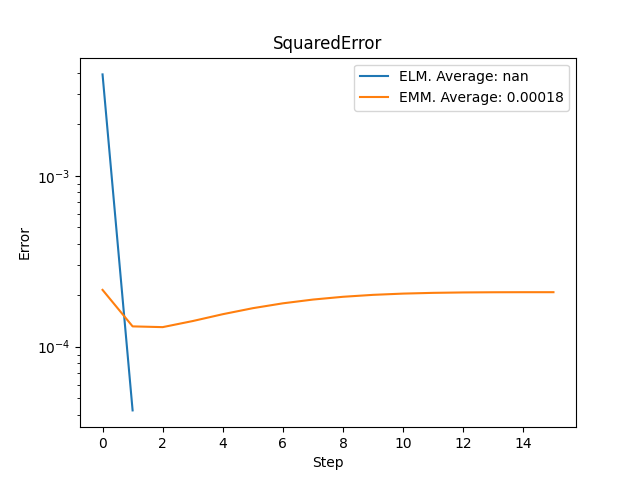 SquaredError
ELM. Average: nan
EMM. Average: 0.00018
Error
10⁻³
10⁻⁴
0 2 4 6 8 10 12 14
Step